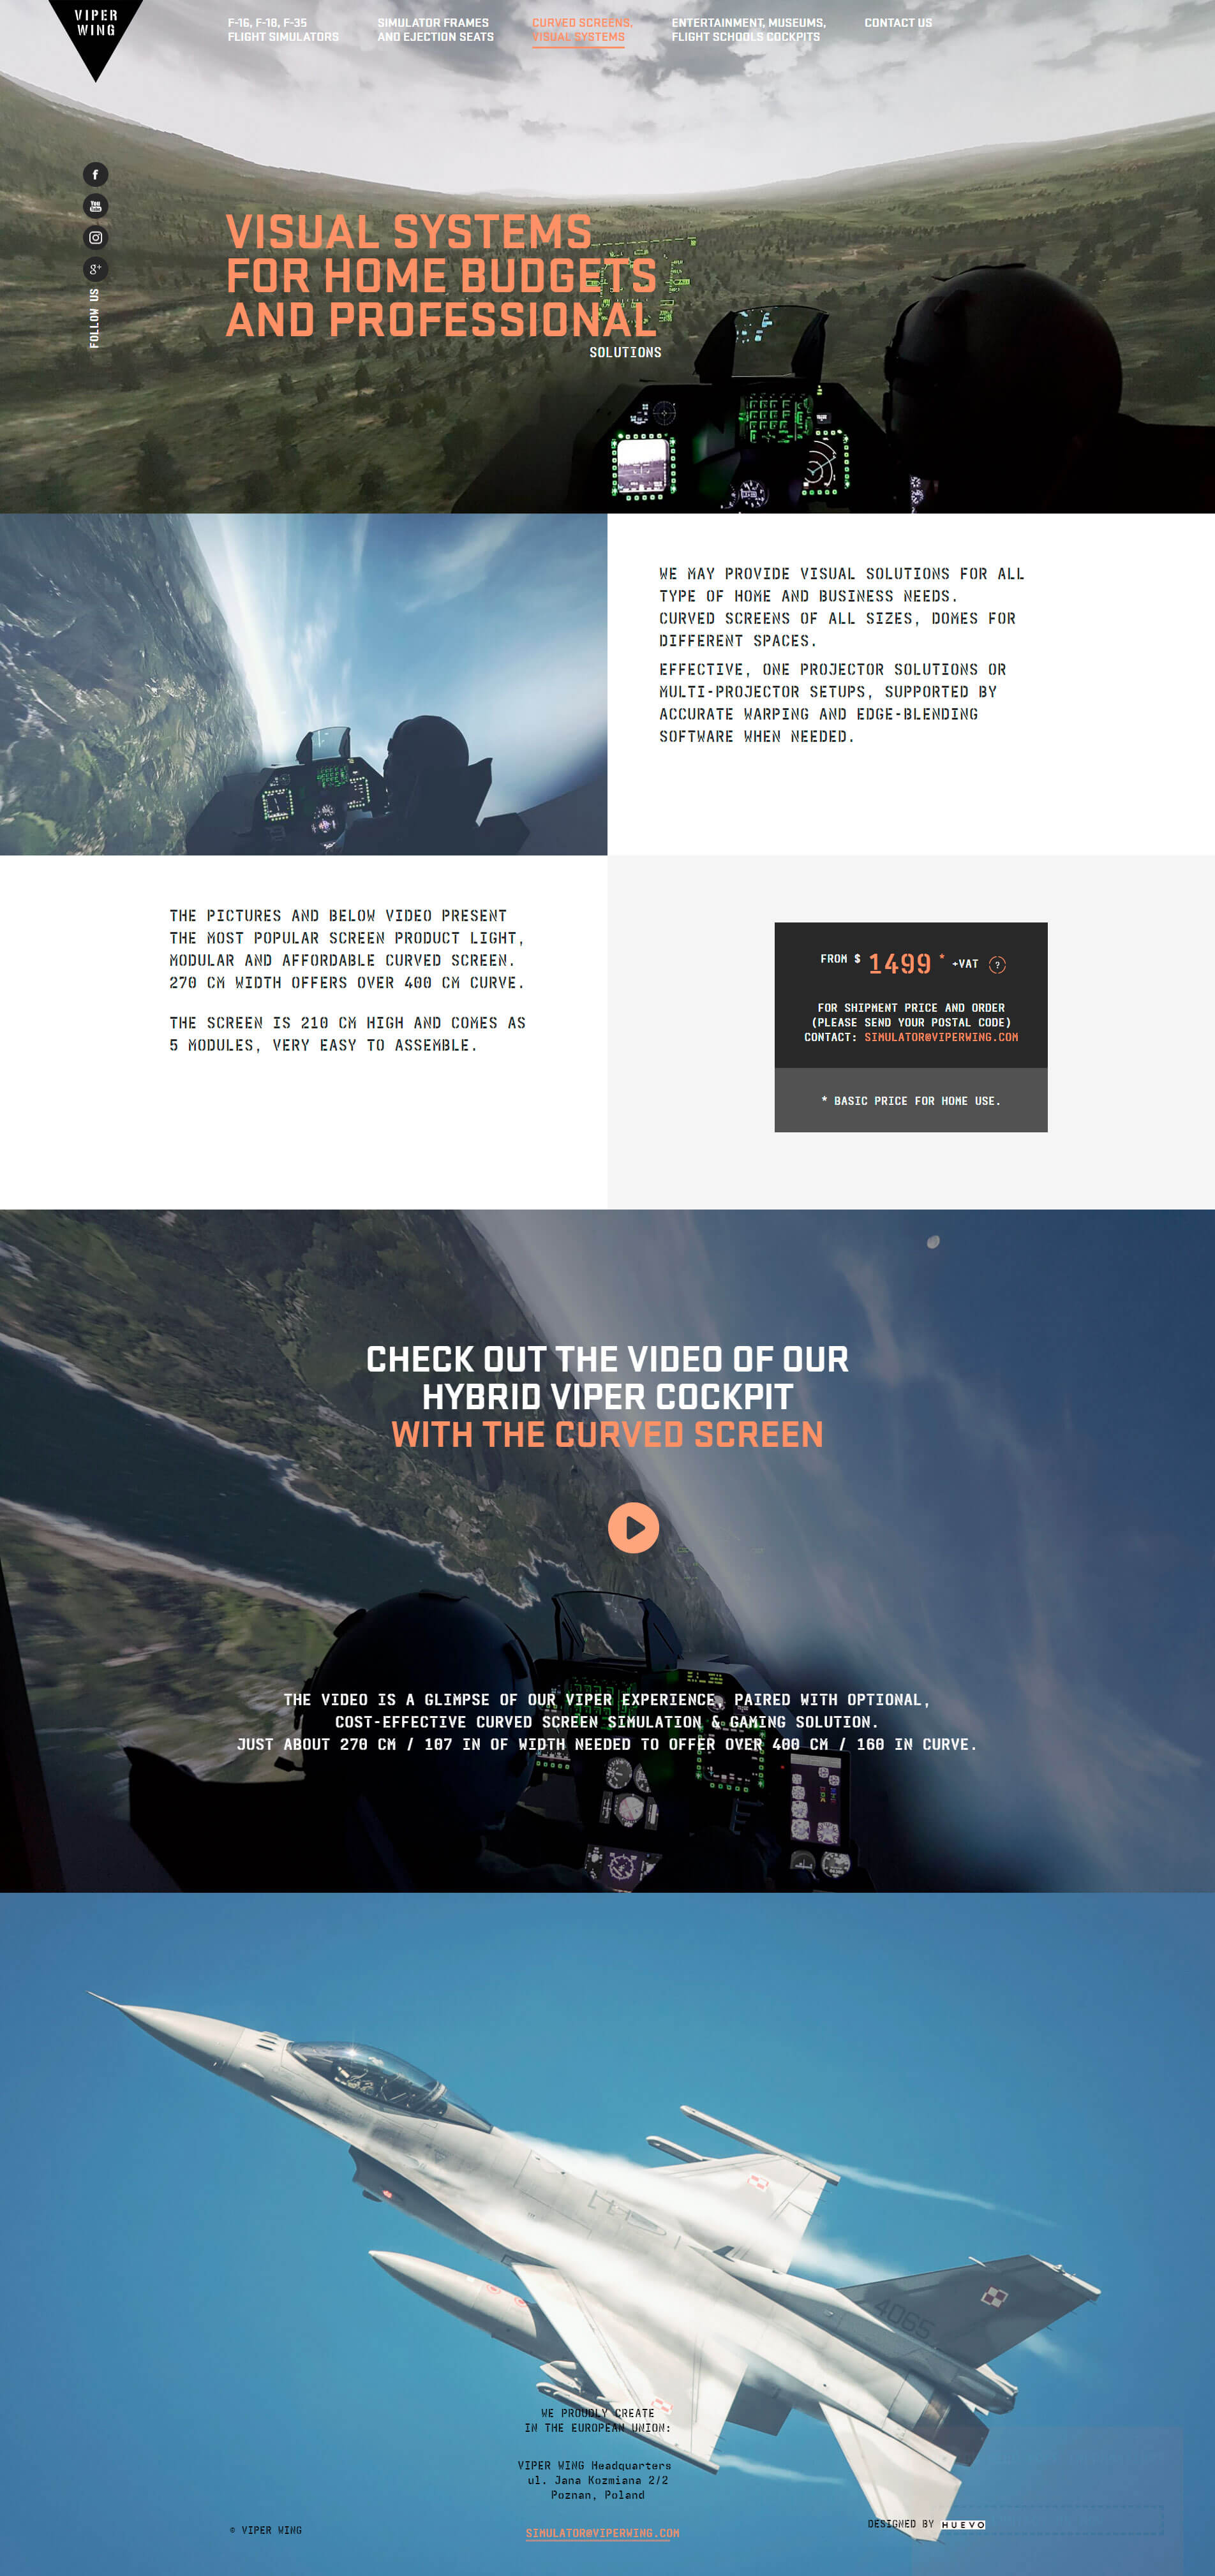 VIPER
WING
F-16, F-18, F-35
FLIGHT SIMULATORS
SIMULATOR FRAMES
AND EJECTION SEATS
CURVED SCREENS,
VISUAL SYSTEMS
ENTERTAINMENT, MUSEUMS,
FLIGHT SCHOOLS COCKPITS
CONTACT US
f
You
Tube
g+
FOLLOW US
VISUAL SYSTEMS
FOR HOME BUDGETS
AND PROFESSIONAL
SOLUTIONS
WE MAY PROVIDE VISUAL SOLUTIONS FOR ALL
TYPE OF HOME AND BUSINESS NEEDS.
CURVED SCREENS OF ALL SIZES, DOMES FOR
DIFFERENT SPACES.
EFFECTIVE, ONE PROJECTOR SOLUTIONS OR
MULTI-PROJECTOR SETUPS, SUPPORTED BY
ACCURATE WARPING AND EDGE-BLENDING
SOFTWARE WHEN NEEDED.
THE PICTURES AND BELOW VIDEO PRESENT
THE MOST POPULAR SCREEN PRODUCT LIGHT,
MODULAR AND AFFORDABLE CURVED SCREEN.
270 CM WIDTH OFFERS OVER 400 CM CURVE.
THE SCREEN IS 210 CM HIGH AND COMES AS
5 MODULES, VERY EASY TO ASSEMBLE.
FROM $ 1499 * +VAT ?
FOR SHIPMENT PRICE AND ORDER
(PLEASE SEND YOUR POSTAL CODE)
CONTACT: SIMULATOR@VIPERWING.COM
* BASIC PRICE FOR HOME USE.
CHECK OUT THE VIDEO OF OUR
HYBRID VIPER COCKPIT
WITH THE CURVED SCREEN
THE VIDEO IS A GLIMPSE OF OUR VIPER EXPERIENCE, PAIRED WITH OPTIONAL,
COST-EFFECTIVE CURVED SCREEN SIMULATION & GAMING SOLUTION.
JUST ABOUT 270 CM / 107 IN OF WIDTH NEEDED TO OFFER OVER 400 CM / 160 IN CURVE.
4065
WE PROUDLY CREATE
IN THE EUROPEAN UNION:
VIPER WING Headquarters
ul. Jana Kozmiana 2/2
Poznan, Poland
© VIPER WING
SIMULATOR@VIPERWING.COM
DESIGNED BY HUEVO